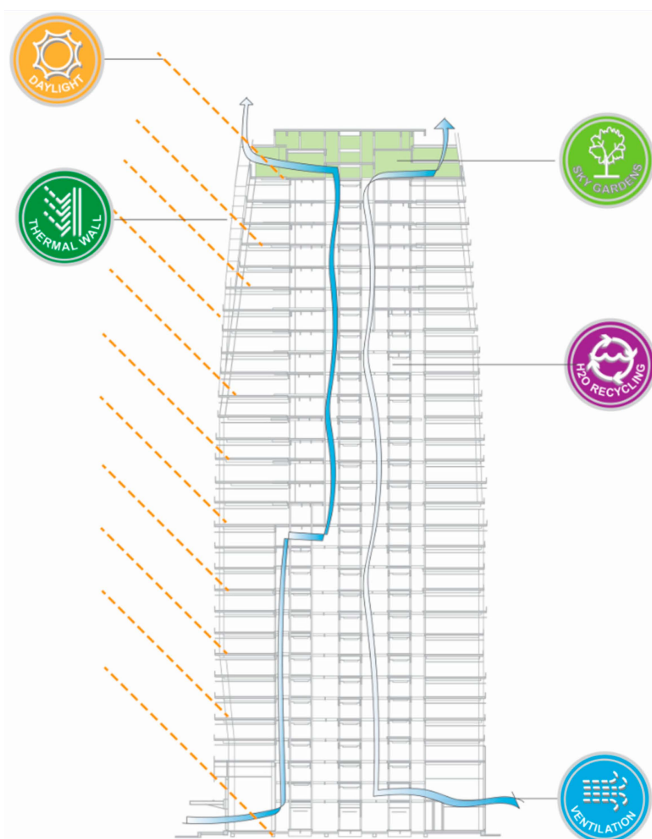 DAYLIGHT
SKY GARDENS
THERMAL WALL
H2O RECYCLING
VENTILATION